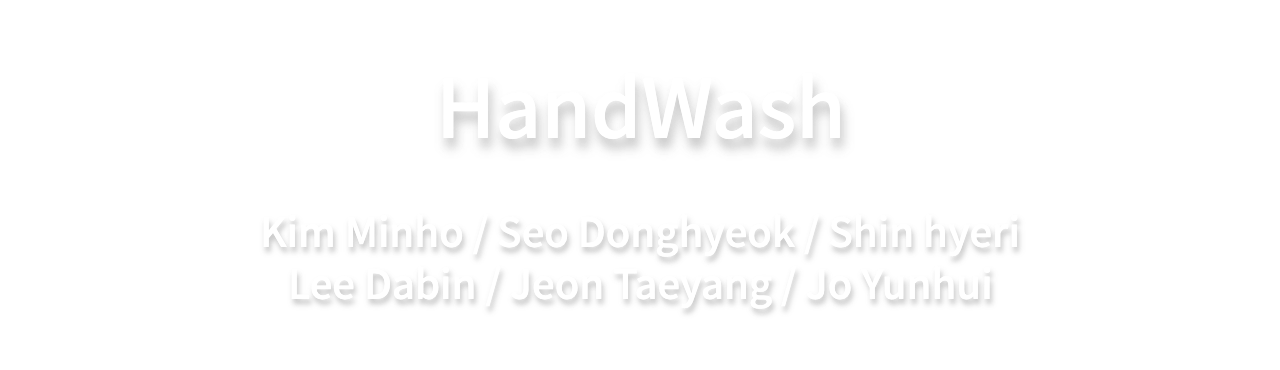 HandWash
Kim Minho / Seo Donghyeok / Shin hyeri
Lee Dabin / Jeon Taeyang / Jo Yunhui